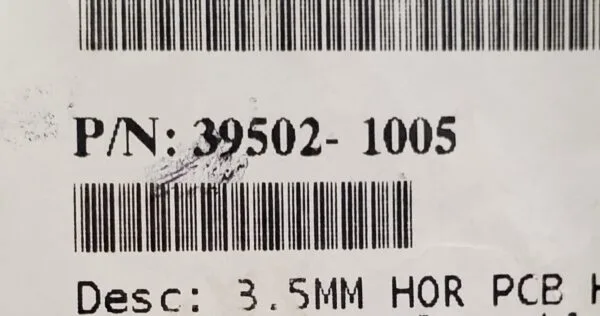 P/N: 39502- 1005
Desc: 3.5MM HOR PCB